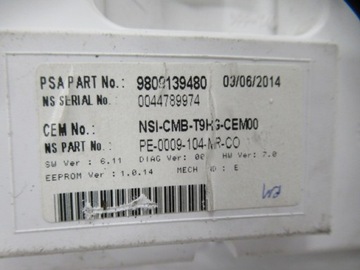 PSA PART No.: 9809139480 03/06/2014
NS SERIAL No.: 0044789974
CEM No.: NSI-CMB-T9HS-CEM00
NS PART No.: PE-0009-104-MR-CO
SW Ver : 6.11 DIAG Ver : 00 HW Ver : 7.0
EEPROM Ver : 1.0.14 MECH : E